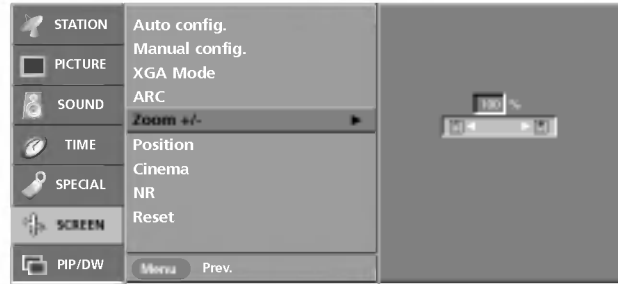 STATION
PICTURE
SOUND
TIME
SPECIAL
SCREEN
PIP/DW
Auto config.
Manual config.
XGA Mode
ARC
Zoom +/-
Position
Cinema
NR
Reset
Menu Prev.
100 %